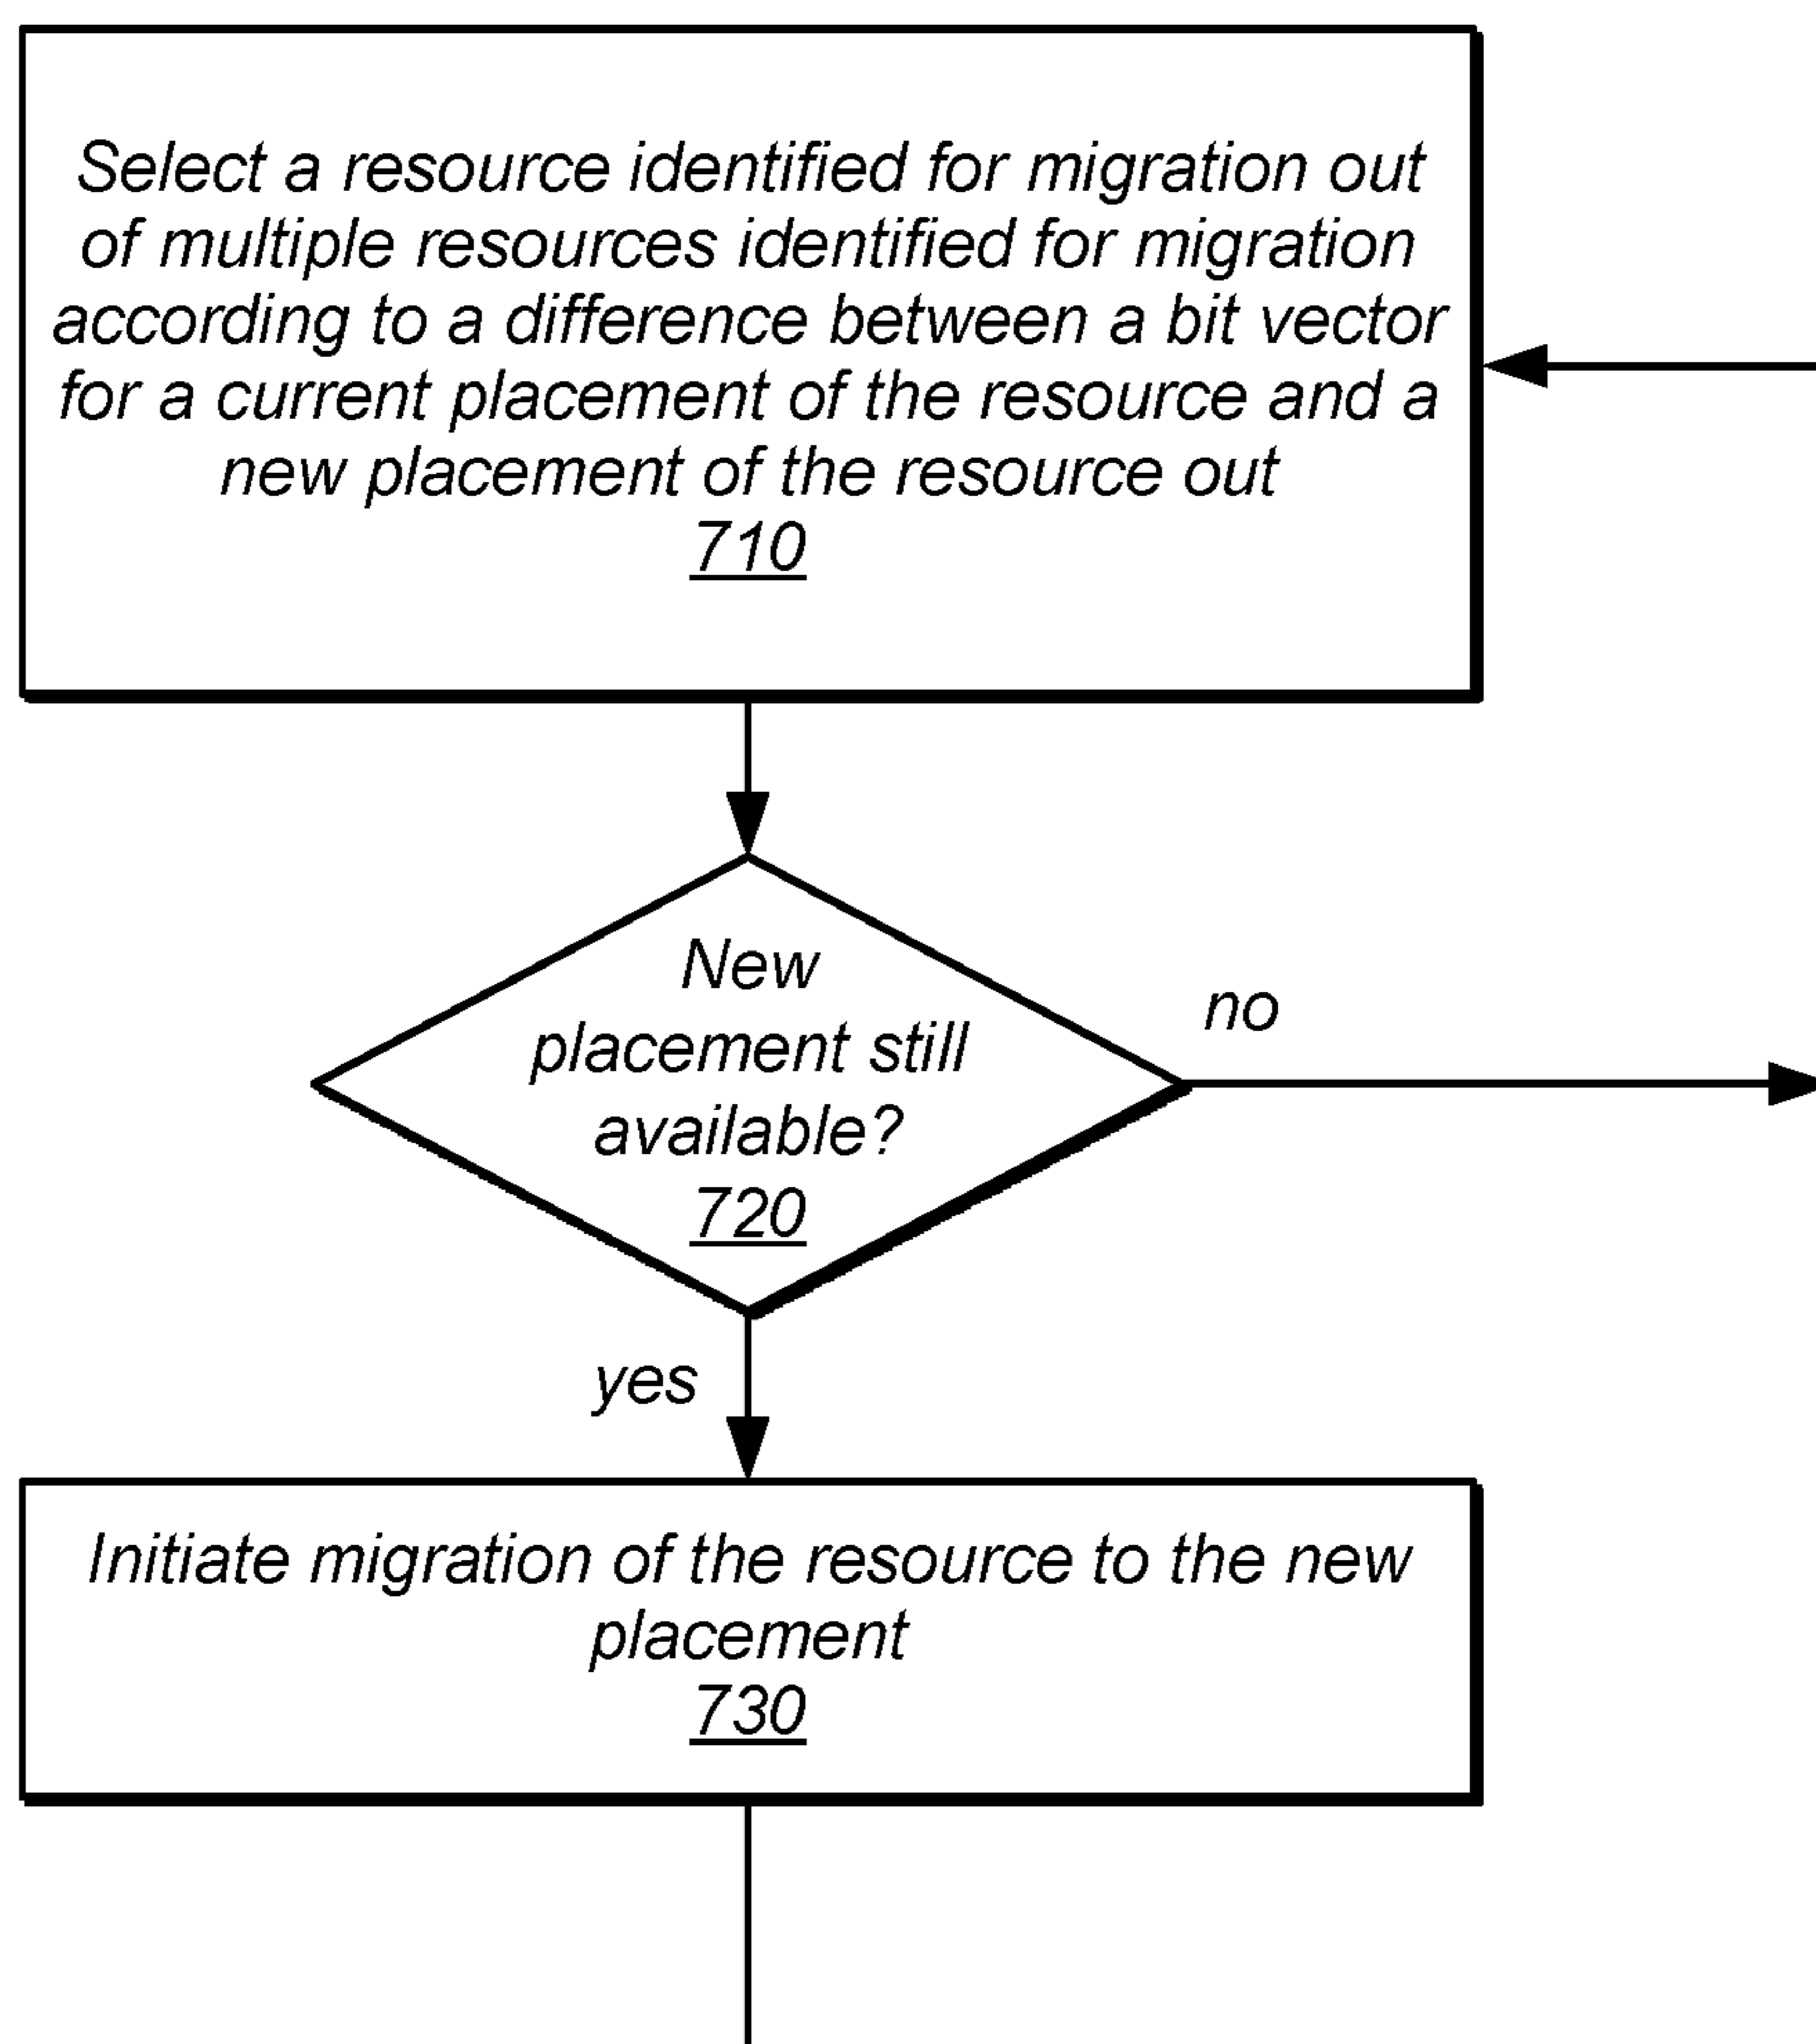 Select a resource identified for migration out
of multiple resources identified for migration
according to a difference between a bit vector
for a current placement of the resource and a
new placement of the resource out
710
New
placement still
available?
720
no
yes
Initiate migration of the resource to the new
placement
730